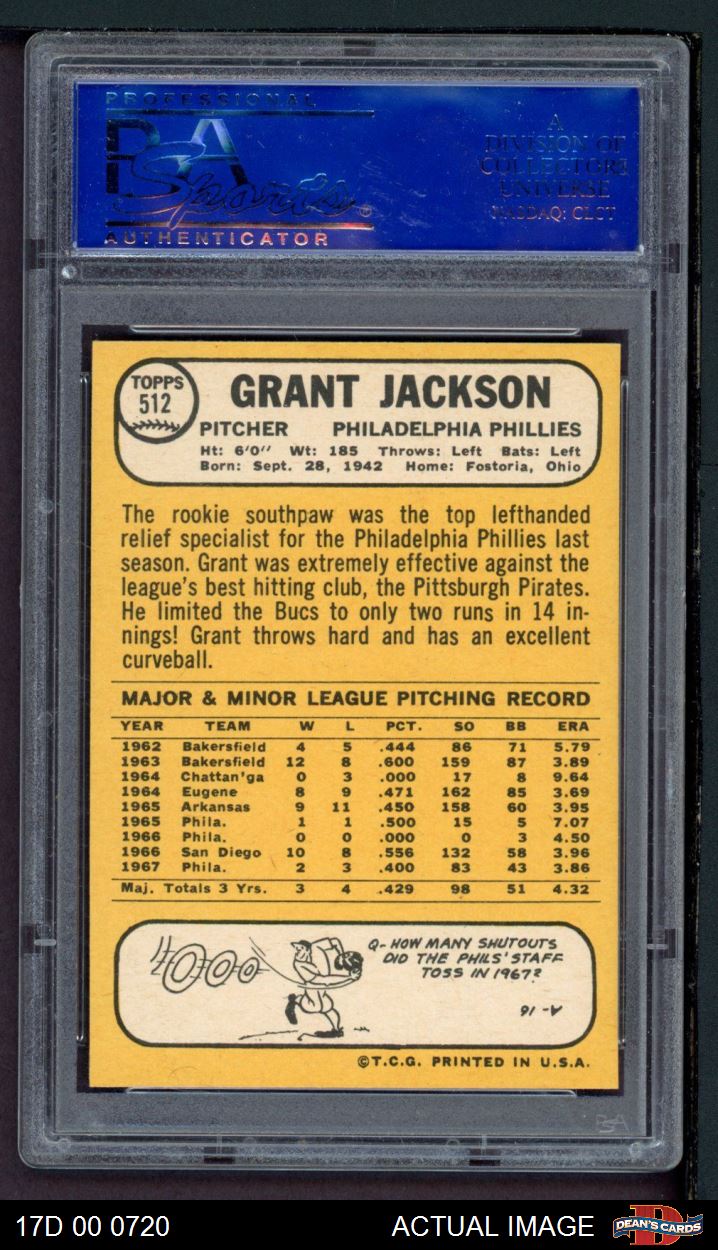 PROFESSIONAL
PSA
Sports®
AUTHENTICATOR
A
DIVISION OF
COLLECTORS
UNIVERSE
NASDAQ: CLCT
TOPPS
512
GRANT JACKSON
PITCHER PHILADELPHIA PHILLIES
Ht: 6'0" Wt: 185 Throws: Left Bats: Left
Born: Sept. 28, 1942 Home: Fostoria, Ohio
The rookie southpaw was the top lefthanded
relief specialist for the Philadelphia Phillies last
season. Grant was extremely effective against the
league's best hitting club, the Pittsburgh Pirates.
He limited the Bucs to only two runs in 14 in-
nings! Grant throws hard and has an excellent
curveball.
MAJOR & MINOR LEAGUE PITCHING RECORD
YEAR TEAM W L PCT. SO BB ERA
1962 Bakersfield 4 5 .444 86 71 5.79
1963 Bakersfield 12 8 .600 159 87 3.89
1964 Chattan'ga 0 3 .000 17 8 9.64
1964 Eugene 8 9 .471 162 85 3.69
1965 Arkansas 9 11 .450 158 60 3.95
1965 Phila. 1 1 .500 15 5 7.07
1966 Phila. 0 0 .000 0 3 4.50
1966 San Diego 10 8 .556 132 58 3.96
1967 Phila. 2 3 .400 83 43 3.86
Maj. Totals 3 Yrs. 3 4 .429 98 51 4.32
Q- HOW MANY SHUTOUTS
DID THE PHILS' STAFF
TOSS IN 1967?
A- 16
©T.C.G. PRINTED IN U.S.A.
PSA
17D 00 0720 ACTUAL IMAGE
DEAN'S CARDS